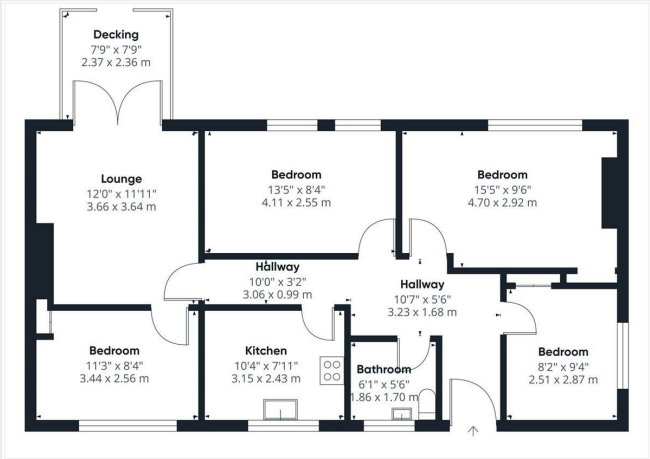 Decking
7'9" x 7'9"
2.37 x 2.36 m
Lounge
12'0" x 11'11"
3.66 x 3.64 m
Bedroom
13'5" x 8'4"
4.11 x 2.55 m
Bedroom
15'5" x 9'6"
4.70 x 2.92 m
Hallway
10'0" x 3'2"
3.06 x 0.99 m
Hallway
10'7" x 5'6"
3.23 x 1.68 m
Bedroom
11'3" x 8'4"
3.44 x 2.56 m
Kitchen
10'4" x 7'11"
3.15 x 2.43 m
Bathroom
6'1" x 5'6"
1.86 x 1.70 m
Bedroom
8'2" x 9'4"
2.51 x 2.87 m